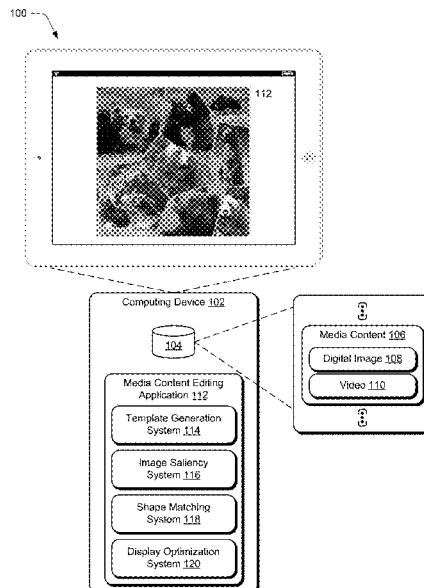 100
112
Computing Device 102
104
Media Content 106
Digital Image 108
Video 110
Media Content Editing
Application 112
Template Generation
System 114
Image Saliency
System 116
Shape Matching
System 118
Display Optimization
System 120